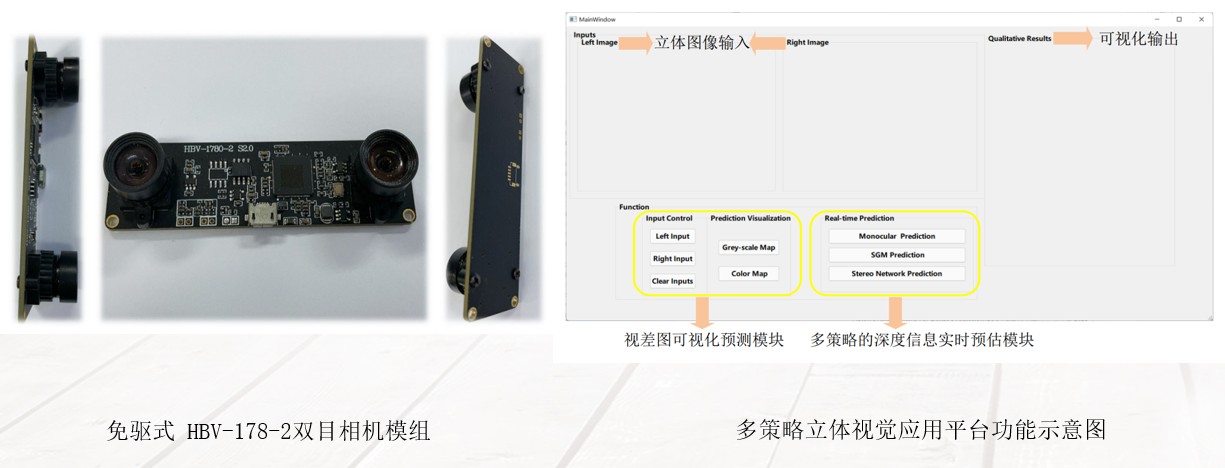 HBV-1780-2 S2.0
MainWindow
Inputs
Left Image
立体图像输入
Right Image
Qualitative Results
可视化输出
Function
Input Control
Prediction Visualization
Real-time Prediction
Left Input
Right Input
Clear Inputs
Grey-scale Map
Color Map
Monocular Prediction
SGM Prediction
Stereo Network Prediction
视差图可视化预测模块
多策略的深度信息实时预估模块
免驱式 HBV-178-2双目相机模组
多策略立体视觉应用平台功能示意图